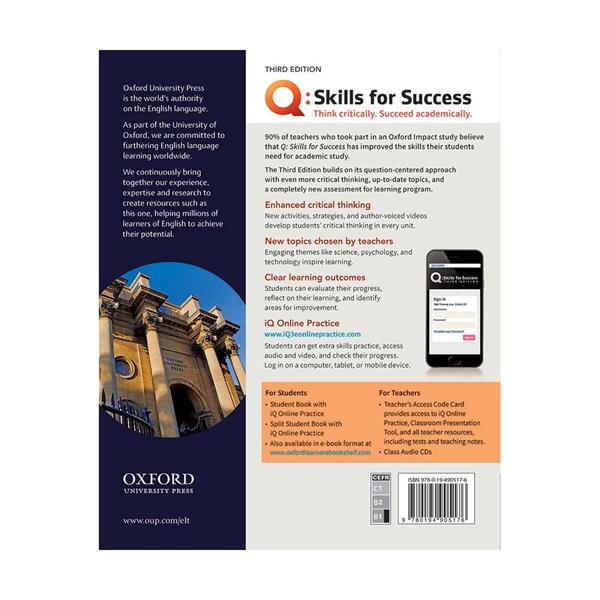 Oxford University Press
is the world's authority
on the English language.
As part of the University of
Oxford, we are committed to
furthering English language
learning worldwide.
We continuously bring
together our experience,
expertise and research to
create resources such as
this one, helping millions of
learners of English to achieve
their potential.
OXFORD
UNIVERSITY PRESS
OXFORD
UNIVERSITY PRESS
www.oup.com/elt
THIRD EDITION
Q: Skills for Success
Think critically. Succeed academically.
90% of teachers who took part in an Oxford Impact study believe
that Q: Skills for Success has improved the skills their students
need for academic study.
The Third Edition builds on its question-centered approach
with even more critical thinking, up-to-date topics, and
a completely new assessment for learning program.
Enhanced critical thinking
New activities, strategies, and author-voiced videos
develop students' critical thinking in every unit.
New topics chosen by teachers
Engaging themes like science, psychology, and
technology inspire learning.
Clear learning outcomes
Students can evaluate their progress,
reflect on their learning, and identify
areas for improvement.
iQ Online Practice
www.iQ3eonlinepractice.com
Students can get extra skills practice, access
audio and video, and check their progress.
Log in on a computer, tablet, or mobile device.
OXFORD
Q: Skills for Success
THIRD EDITION
Sign in
Username
Password
Sign in
For Students
• Student Book with
iQ Online Practice
• Split Student Book with
iQ Online Practice
• Also available in e-book format at
www.oxfordlearnersbookshelf.com
For Teachers
• Teacher's Access Code Card
provides access to iQ Online
Practice, Classroom Presentation
Tool, and all teacher resources,
including tests and teaching notes.
• Class Audio CDs
CEFR
C1
B2
B1
ISBN 978-0-19-490517-6
9 780194 905176